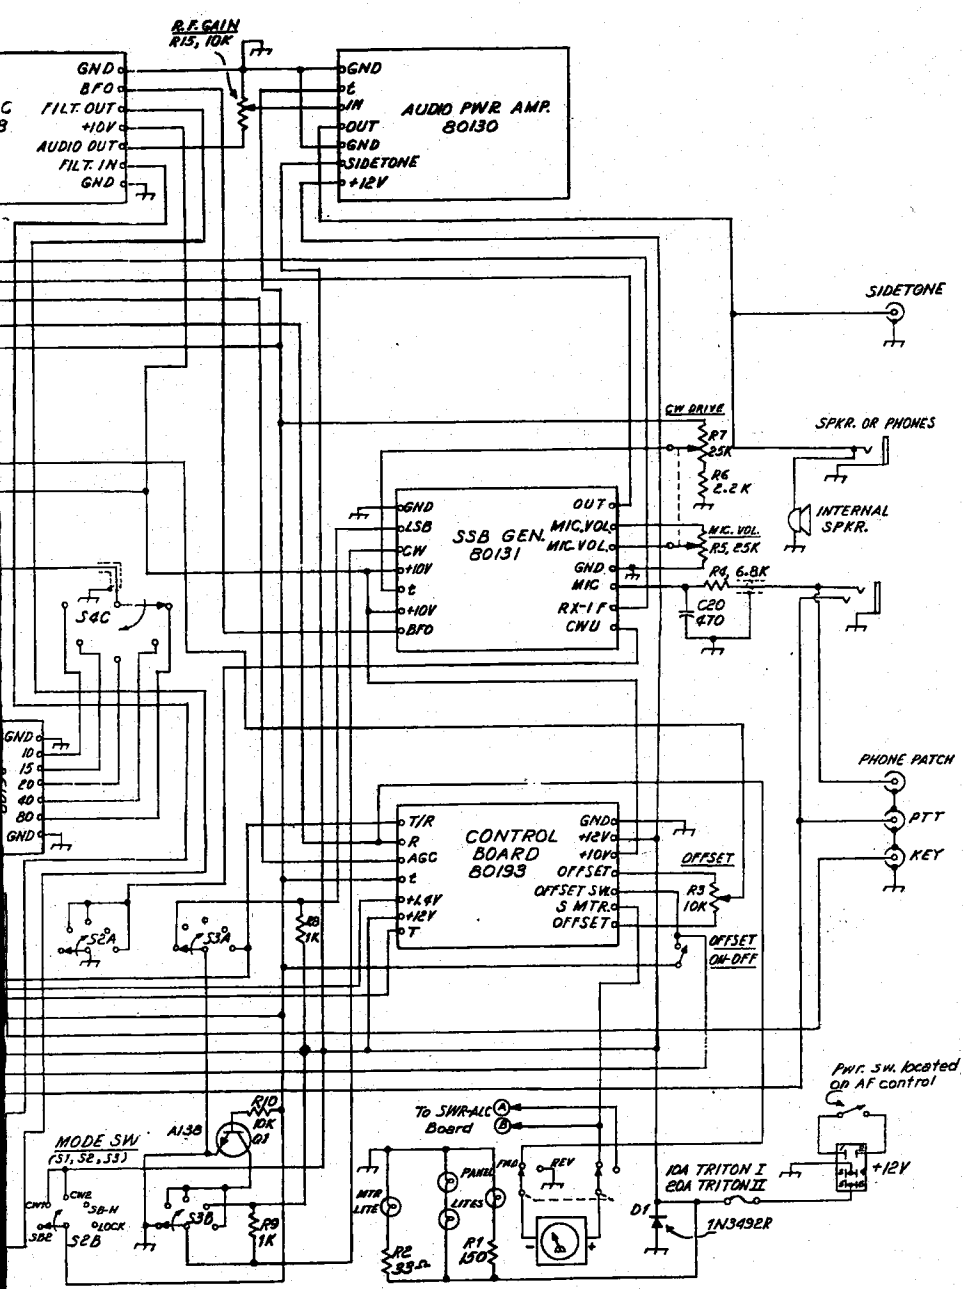 R.F. GAIN
R15, 10K
GND
BFO
FILT. OUT
+10V
AUDIO OUT
FILT. IN
GND
C
GND
t
IN
OUT
GND
SIDETONE
+12V
AUDIO PWR AMP.
80130
SIDETONE
CW DRIVE
R7
25K
R6
2.2K
SPKR. OR PHONES
INTERNAL
SPKR.
GND
LSB
CW
+10V
t
+10V
BFO
SSB GEN.
80131
OUT
MIC. VOL.
MIC. VOL.
GND
MIC
RX-IF
CWU
MIC. VOL.
R5, 25K
R4, 6.8K
C20
470
S4C
GND
10
15
20
40
80
GND
PHONE PATCH
PTT
KEY
T/R
R
AGC
t
+1.4V
+12V
T
CONTROL
BOARD
80193
GND
+12V
+10V
OFFSET
OFFSET SW.
S MTR.
OFFSET
OFFSET
R3
10K
OFFSET
ON-OFF
S2A
S3A
R8
1K
Pwr. sw. located
on AF control
+12V
To SWR-ALC
Board
A
B
R10
10K
Q1
A138
MODE SW
(S1, S2, S3)
CW1
CW2
SB-H
LOCK
SB2
S2B
S3B
R9
1K
MTR
LITE
PANEL
LITES
R2
33Ω
R1
150
FWD
REV
- +
10A TRITON I
20A TRITON II
D1
1N3492R